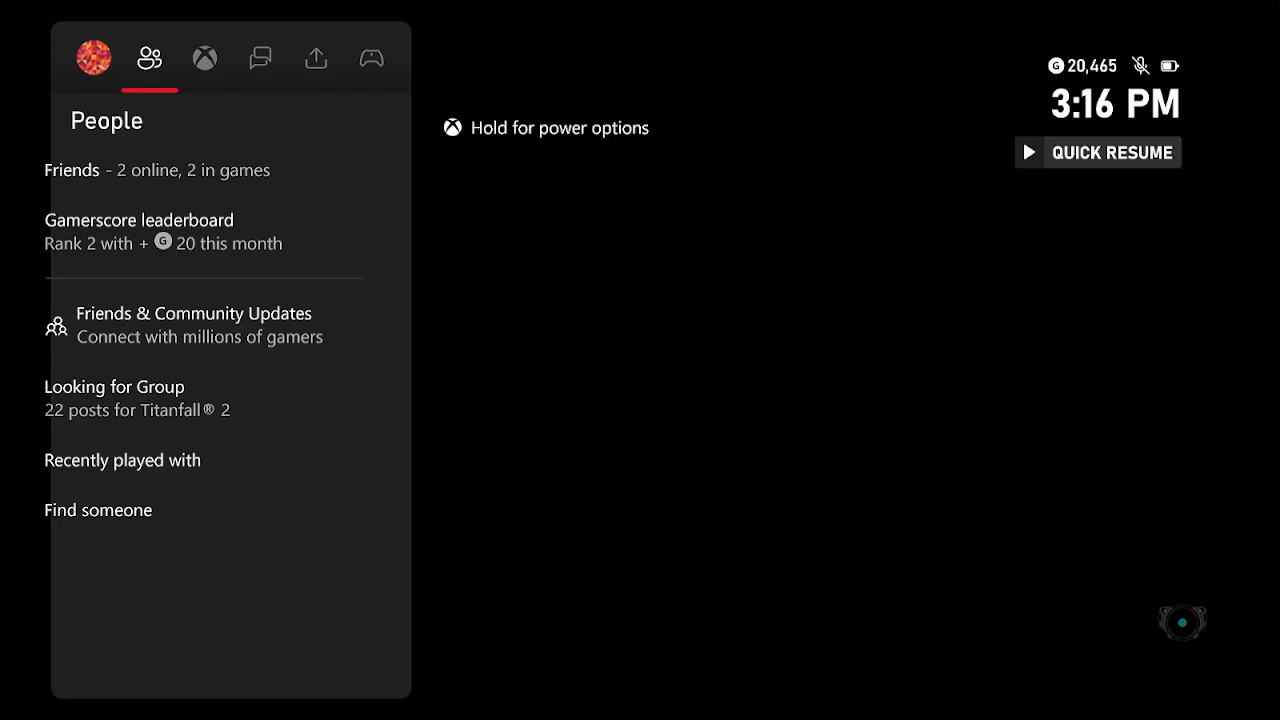 G 20,465
3:16 PM
QUICK RESUME
Hold for power options
People
Friends - 2 online, 2 in games
Gamerscore leaderboard
Rank 2 with + G 20 this month
Friends & Community Updates
Connect with millions of gamers
Looking for Group
22 posts for Titanfall® 2
Recently played with
Find someone